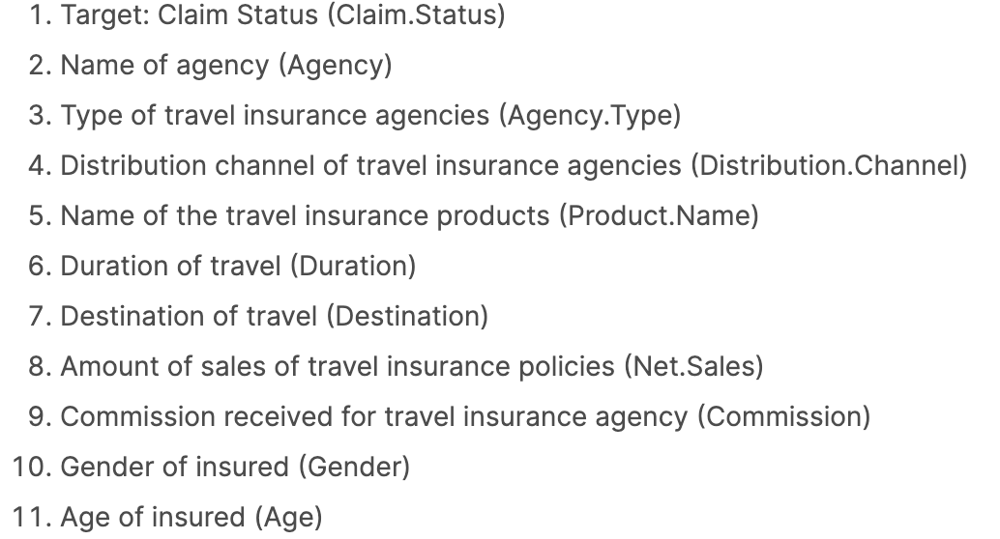 1. Target: Claim Status (Claim.Status)
2. Name of agency (Agency)
3. Type of travel insurance agencies (Agency.Type)
4. Distribution channel of travel insurance agencies (Distribution.Channel)
5. Name of the travel insurance products (Product.Name)
6. Duration of travel (Duration)
7. Destination of travel (Destination)
8. Amount of sales of travel insurance policies (Net.Sales)
9. Commission received for travel insurance agency (Commission)
10. Gender of insured (Gender)
11. Age of insured (Age)